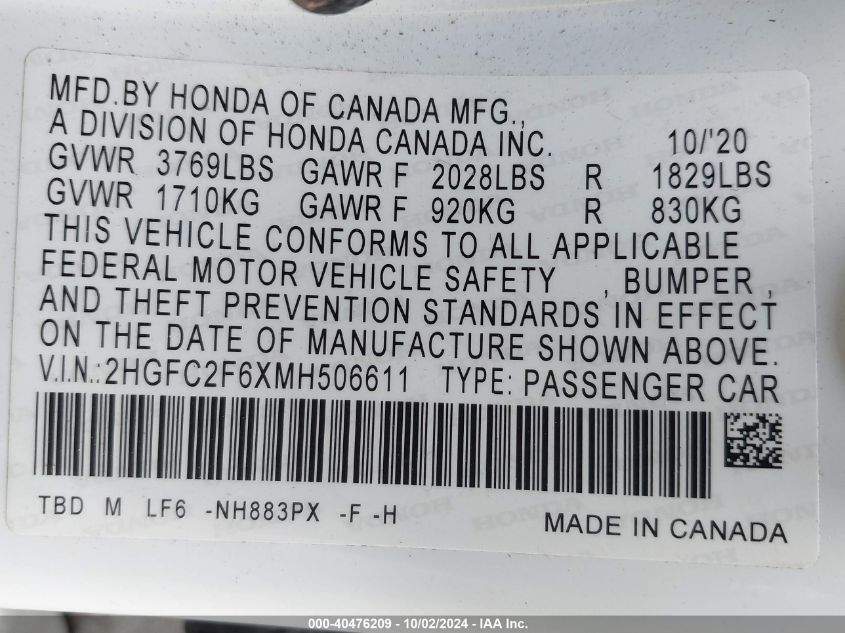 MFD.BY HONDA OF CANADA MFG.,
A DIVISION OF HONDA CANADA INC. 10/'20
GVWR 3769LBS GAWR F 2028LBS R 1829LBS
GVWR 1710KG GAWR F 920KG R 830KG
THIS VEHICLE CONFORMS TO ALL APPLICABLE
FEDERAL MOTOR VEHICLE SAFETY , BUMPER ,
AND THEFT PREVENTION STANDARDS IN EFFECT
ON THE DATE OF MANUFACTURE SHOWN ABOVE.
V.I.N.:2HGFC2F6XMH506611 TYPE: PASSENGER CAR
TBD M LF6 -NH883PX -F -H
MADE IN CANADA
000-40476209 - 10/02/2024 - IAA Inc.